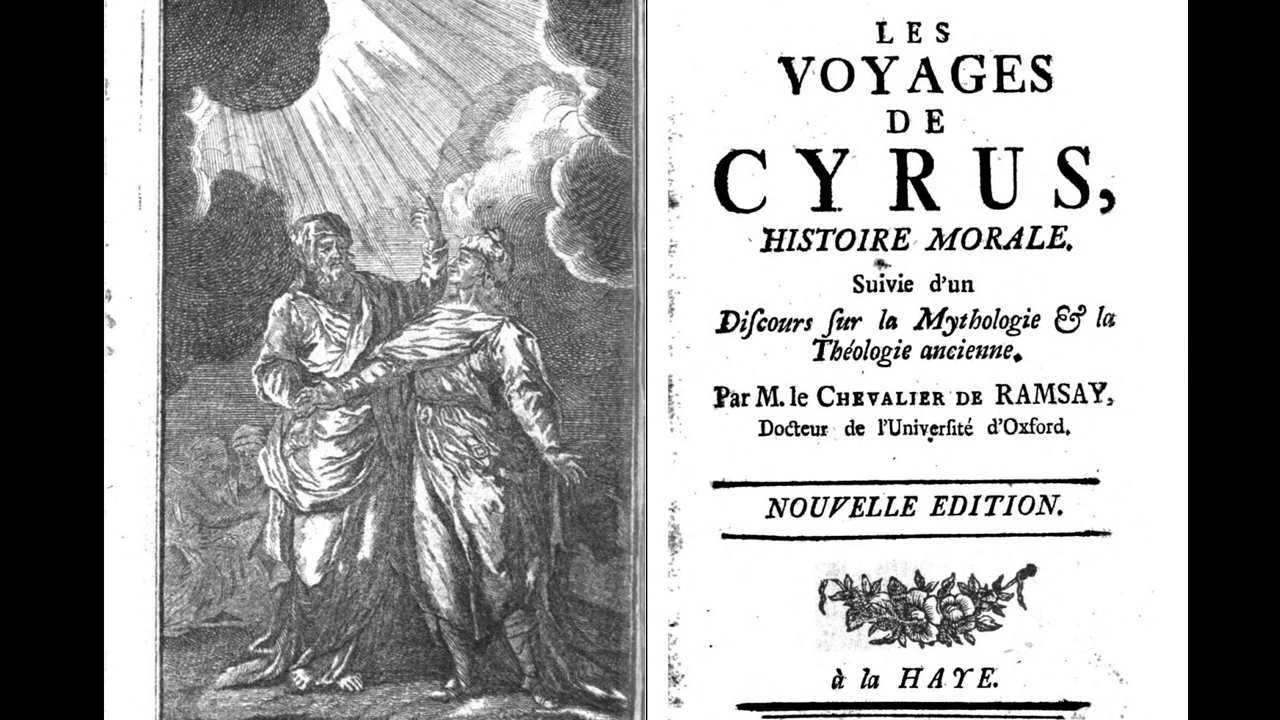 LES
VOYAGES
DE
CYRUS,
HISTOIRE MORALE.
Suivie d'un
Diſcours ſur la Mythologie & la
Théologie ancienne.
Par M. le CHEVALIER DE RAMSAY,
Docteur de l'Univerſité d'Oxford.
NOUVELLE EDITION.
à la HAYE.